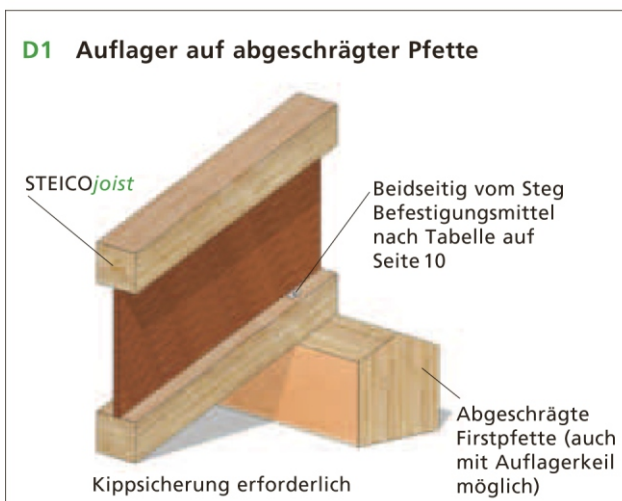 D1 Auflager auf abgeschrägter Pfette
STEICOjoist
Beidseitig vom Steg
Befestigungsmittel
nach Tabelle auf
Seite 10
Abgeschrägte
Firstpfette (auch
mit Auflagerkeil
möglich)
Kippsicherung erforderlich